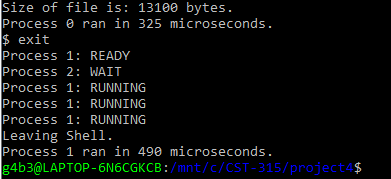 Size of file is: 13100 bytes.
Process 0 ran in 325 microseconds.
$ exit
Process 1: READY
Process 2: WAIT
Process 1: RUNNING
Process 1: RUNNING
Process 1: RUNNING
Leaving Shell.
Process 1 ran in 490 microseconds.
g4b3@LAPTOP-6N6CGKCB:/mnt/c/CST-315/project4$